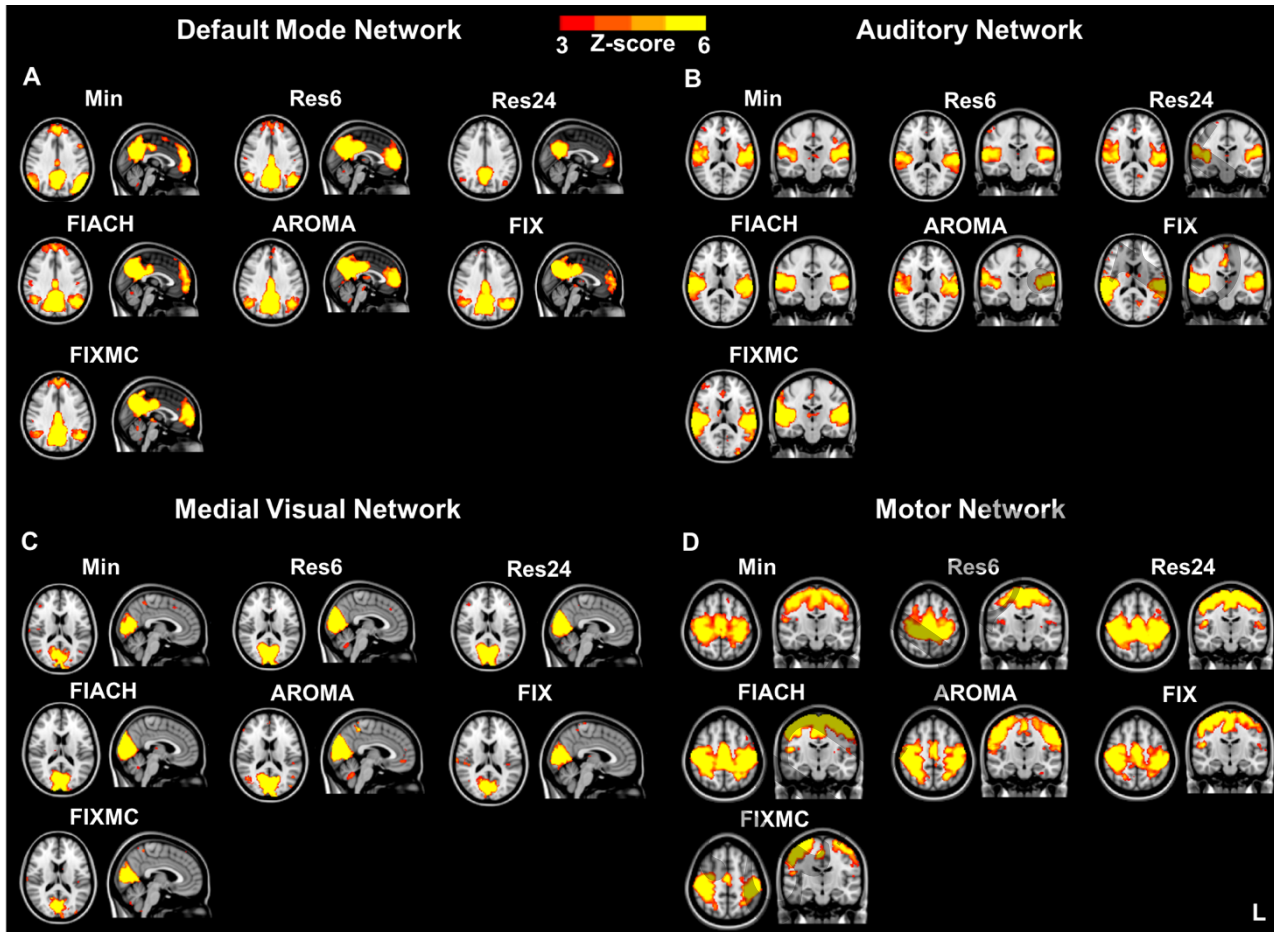 Default Mode Network
3 Z-score 6
Auditory Network
A
Min Res6 Res24
FIACH AROMA FIX
FIXMC
B
Min Res6 Res24
FIACH AROMA FIX
FIXMC
Medial Visual Network
Motor Network
C
Min Res6 Res24
FIACH AROMA FIX
FIXMC
D
Min Res6 Res24
FIACH AROMA FIX
FIXMC
L